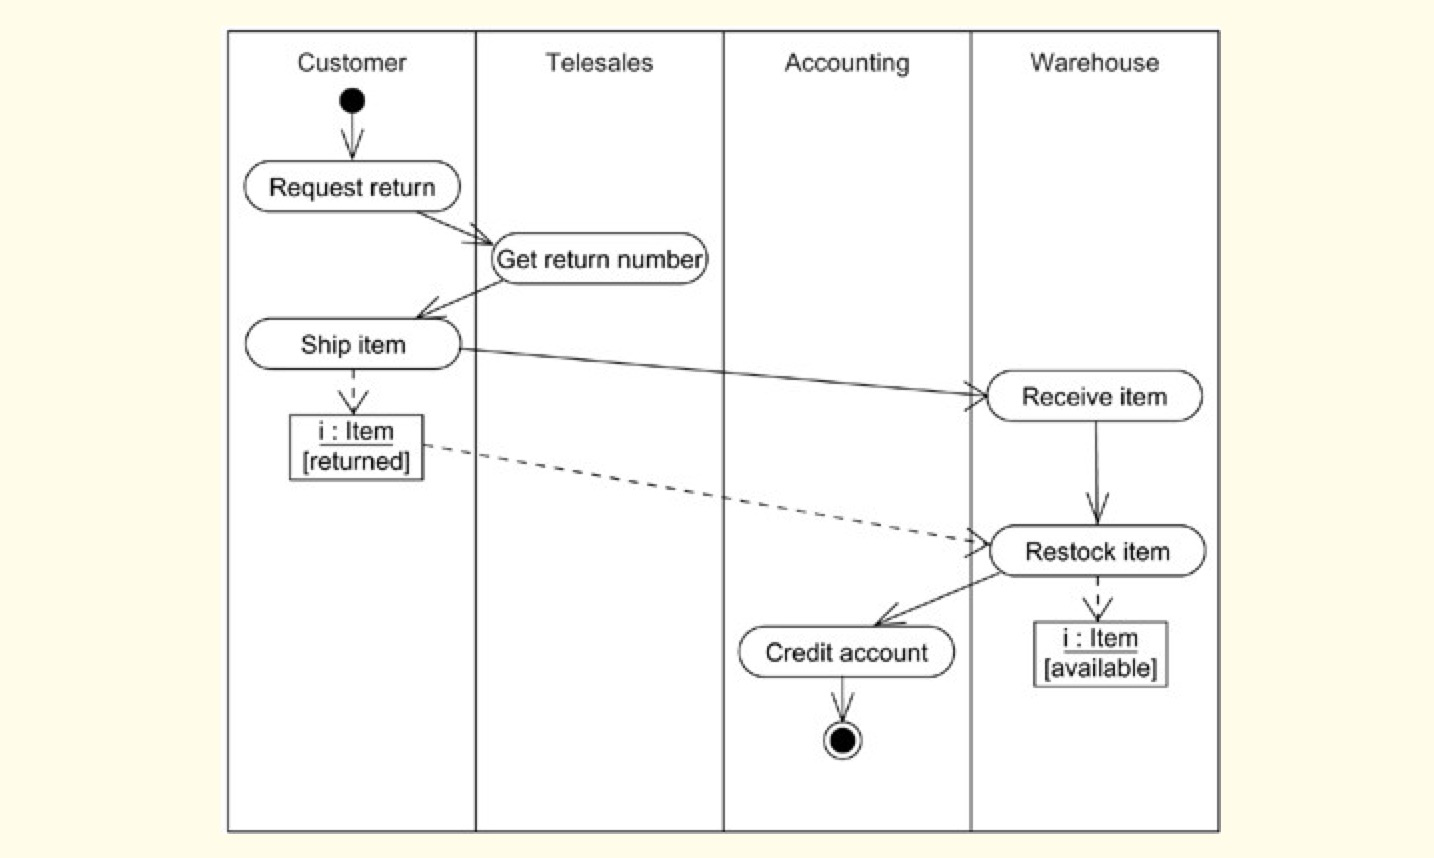 Customer
Telesales
Accounting
Warehouse
Request return
Get return number
Ship item
Receive item
i : Item
[returned]
Restock item
Credit account
i : Item
[available]